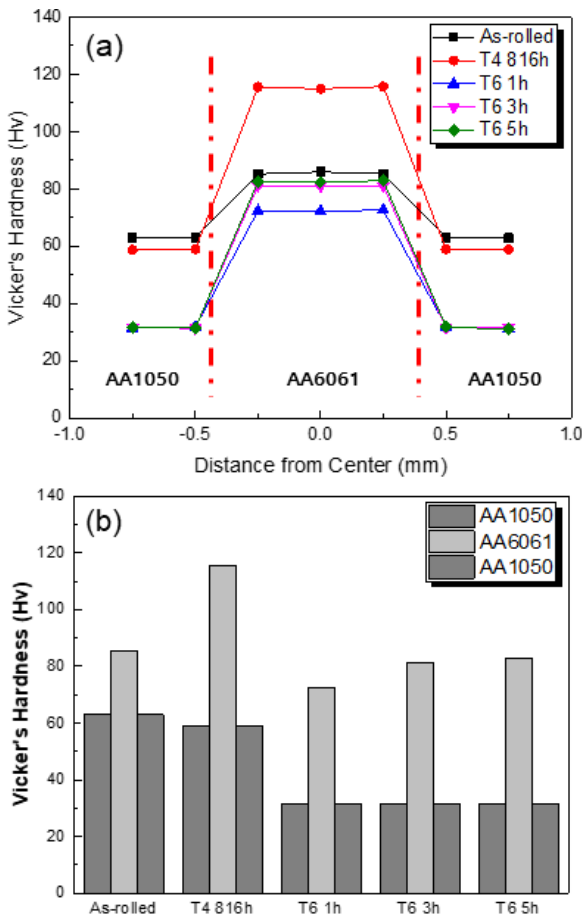 (a)
As-rolled
T4 816h
T6 1h
T6 3h
T6 5h
140
120
100
80
60
40
20
0
Vicker's Hardness (Hv)
AA1050
AA6061
AA1050
-1.0
-0.5
0.0
0.5
1.0
Distance from Center (mm)
(b)
AA1050
AA6061
AA1050
140
120
100
80
60
40
20
0
Vicker's Hardness (Hv)
As-rolled
T4 816h
T6 1h
T6 3h
T6 5h